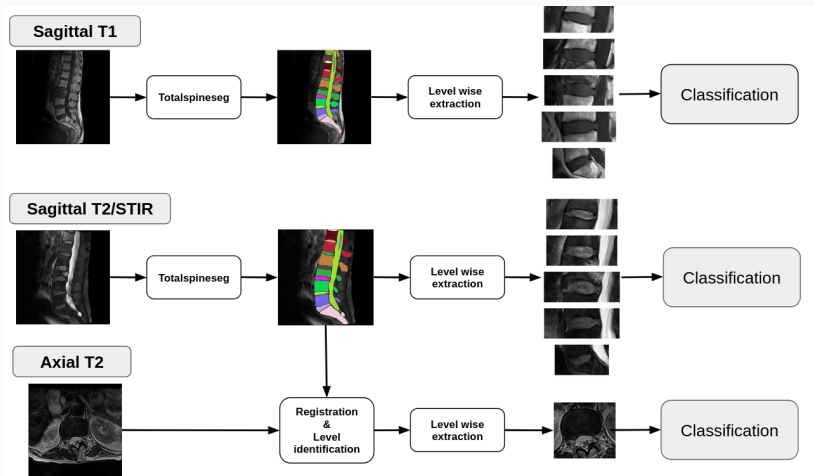 Sagittal T1
Totalspineseg
Level wise
extraction
Classification
Sagittal T2/STIR
Totalspineseg
Level wise
extraction
Classification
Axial T2
Registration
&
Level
identification
Level wise
extraction
Classification